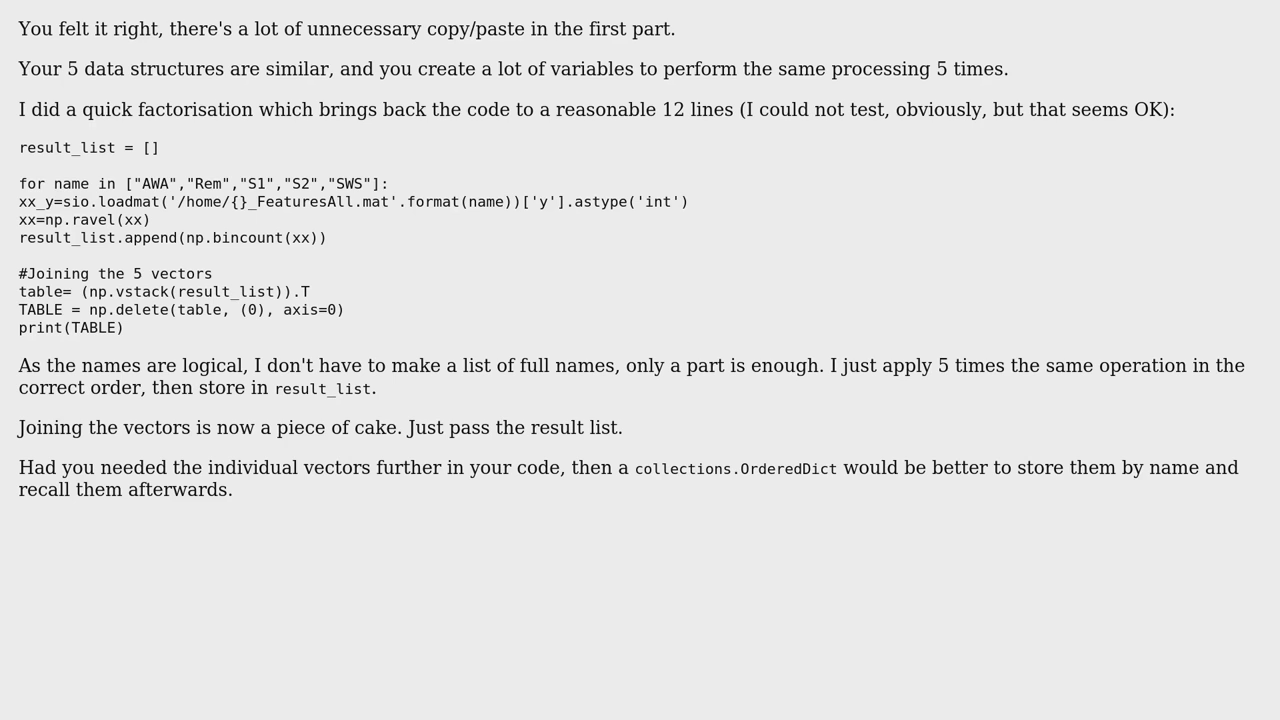 You felt it right, there's a lot of unnecessary copy/paste in the first part.
Your 5 data structures are similar, and you create a lot of variables to perform the same processing 5 times.
I did a quick factorisation which brings back the code to a reasonable 12 lines (I could not test, obviously, but that seems OK):
result_list = []
for name in ["AWA","Rem","S1","S2","SWS"]:
xx_y=sio.loadmat('/home/{}_FeaturesAll.mat'.format(name))['y'].astype('int')
xx=np.ravel(xx)
result_list.append(np.bincount(xx))
#Joining the 5 vectors
table= (np.vstack(result_list)).T
TABLE = np.delete(table, (0), axis=0)
print(TABLE)
As the names are logical, I don't have to make a list of full names, only a part is enough. I just apply 5 times the same operation in the
correct order, then store in result_list.
Joining the vectors is now a piece of cake. Just pass the result list.
Had you needed the individual vectors further in your code, then a collections.OrderedDict would be better to store them by name and
recall them afterwards.